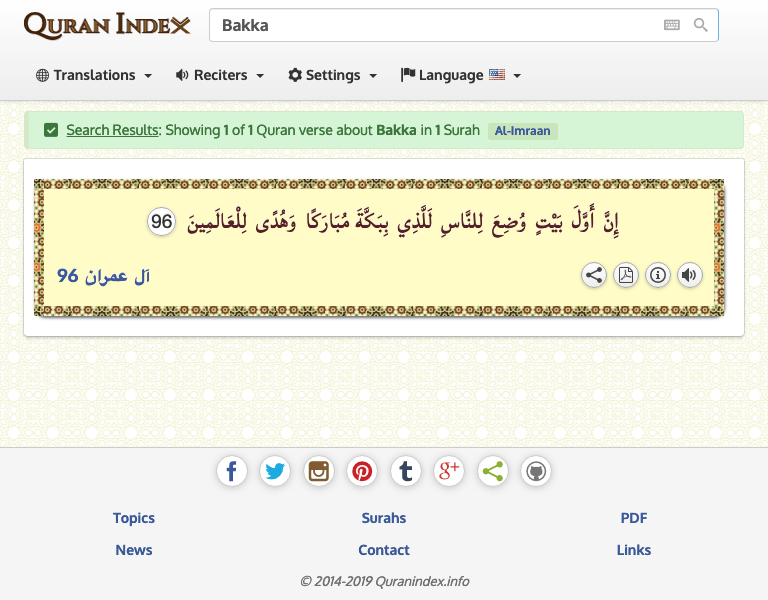 QURAN INDEX
Bakka
Translations Reciters Settings Language
Search Results: Showing 1 of 1 Quran verse about Bakka in 1 Surah Al-Imraan
إِنَّ أَوَّلَ بَيْتٍ وُضِعَ لِلنَّاسِ لَلَّذِي بِبَكَّةَ مُبَارَكًا وَهُدًى لِلْعَالَمِينَ 96
آل عمران 96
Topics Surahs PDF
News Contact Links
© 2014-2019 Quranindex.info